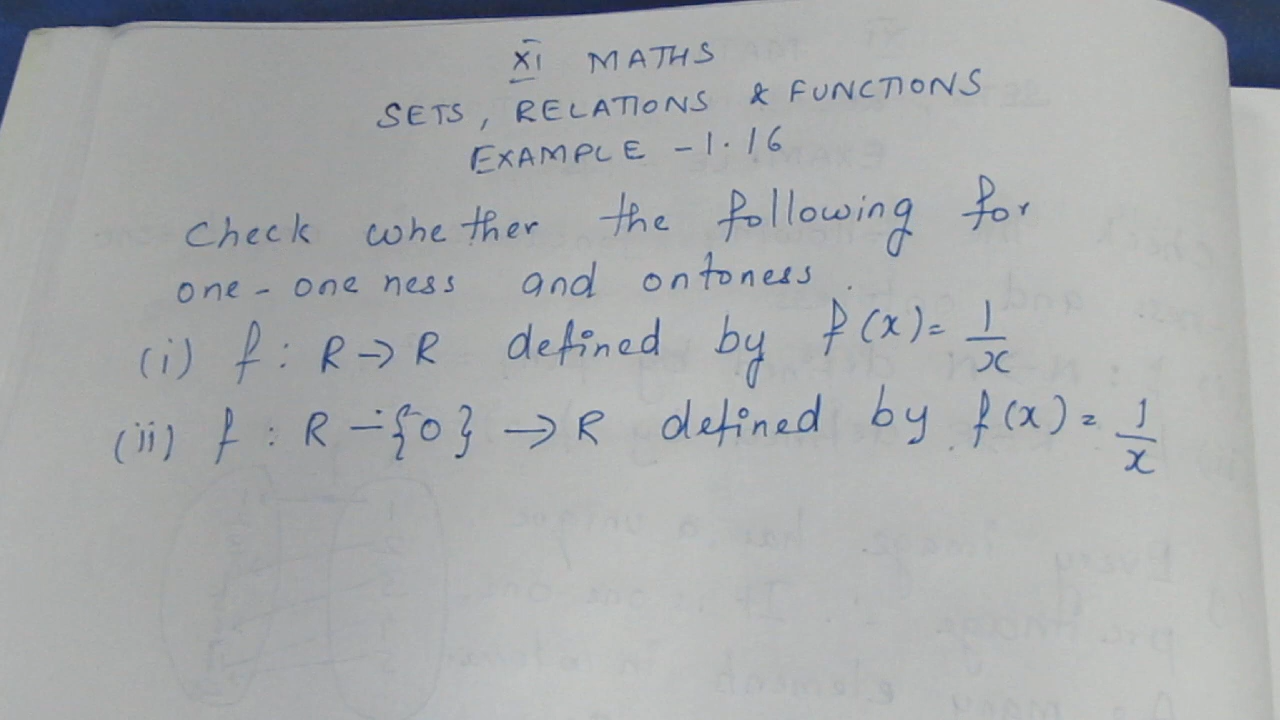 XI MATHS
SETS, RELATIONS & FUNCTIONS
EXAMPLE - 1.16
Check whether the following for
one-one ness and ontoness.
(i) f : R → R defined by f(x) = 1/x
(ii) f : R - {0} → R defined by f(x) = 1/x